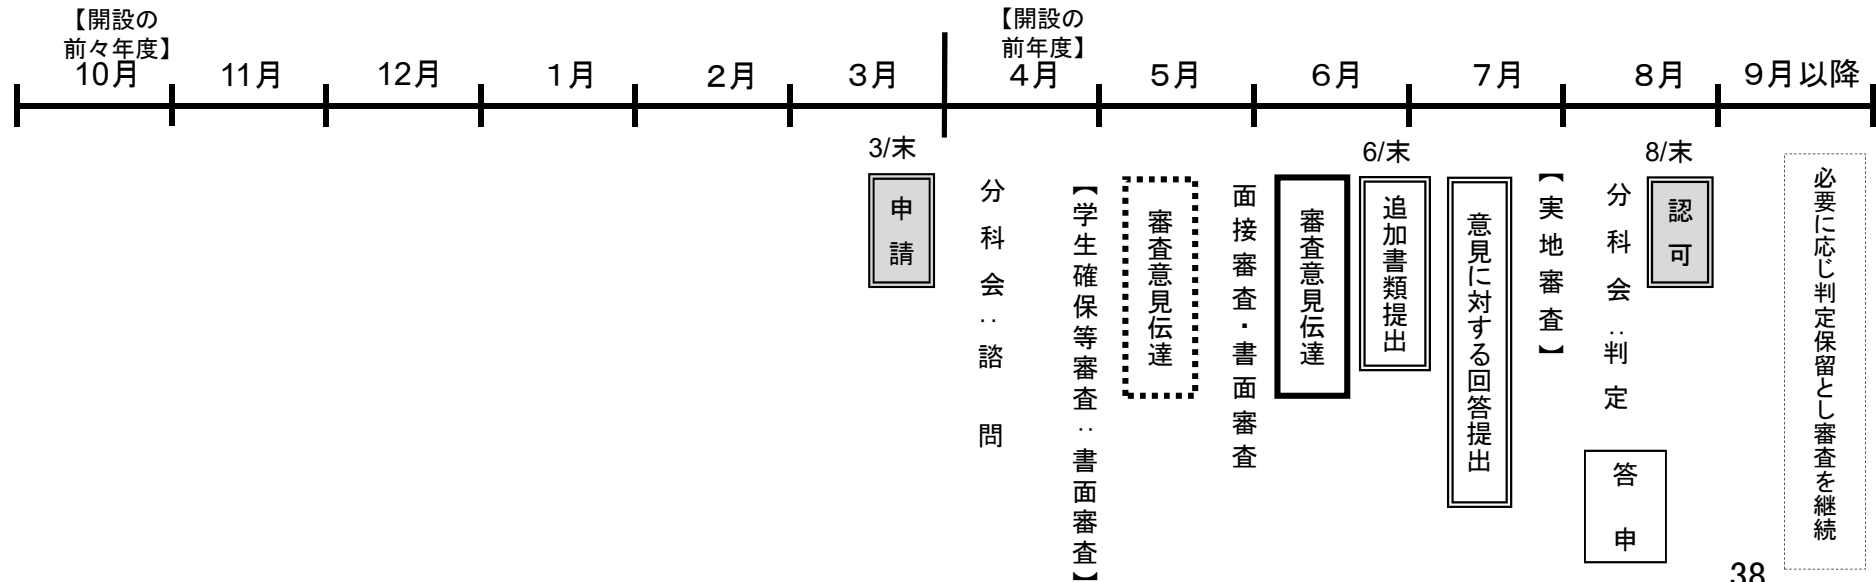 【開設の
前々年度】
10月
11月
12月
１月
２月
３月
【開設の
前年度】
４月
５月
６月
７月
８月
９月以降
3/末
申請
分科会：諮問
【学生確保等審査：書面審査】
審査意見伝達
面接審査・書面審査
審査意見伝達
6/末
追加書類提出
意見に対する回答提出
【実地審査】
分科会：判定
答申
8/末
認可
必要に応じ判定保留とし審査を継続
38